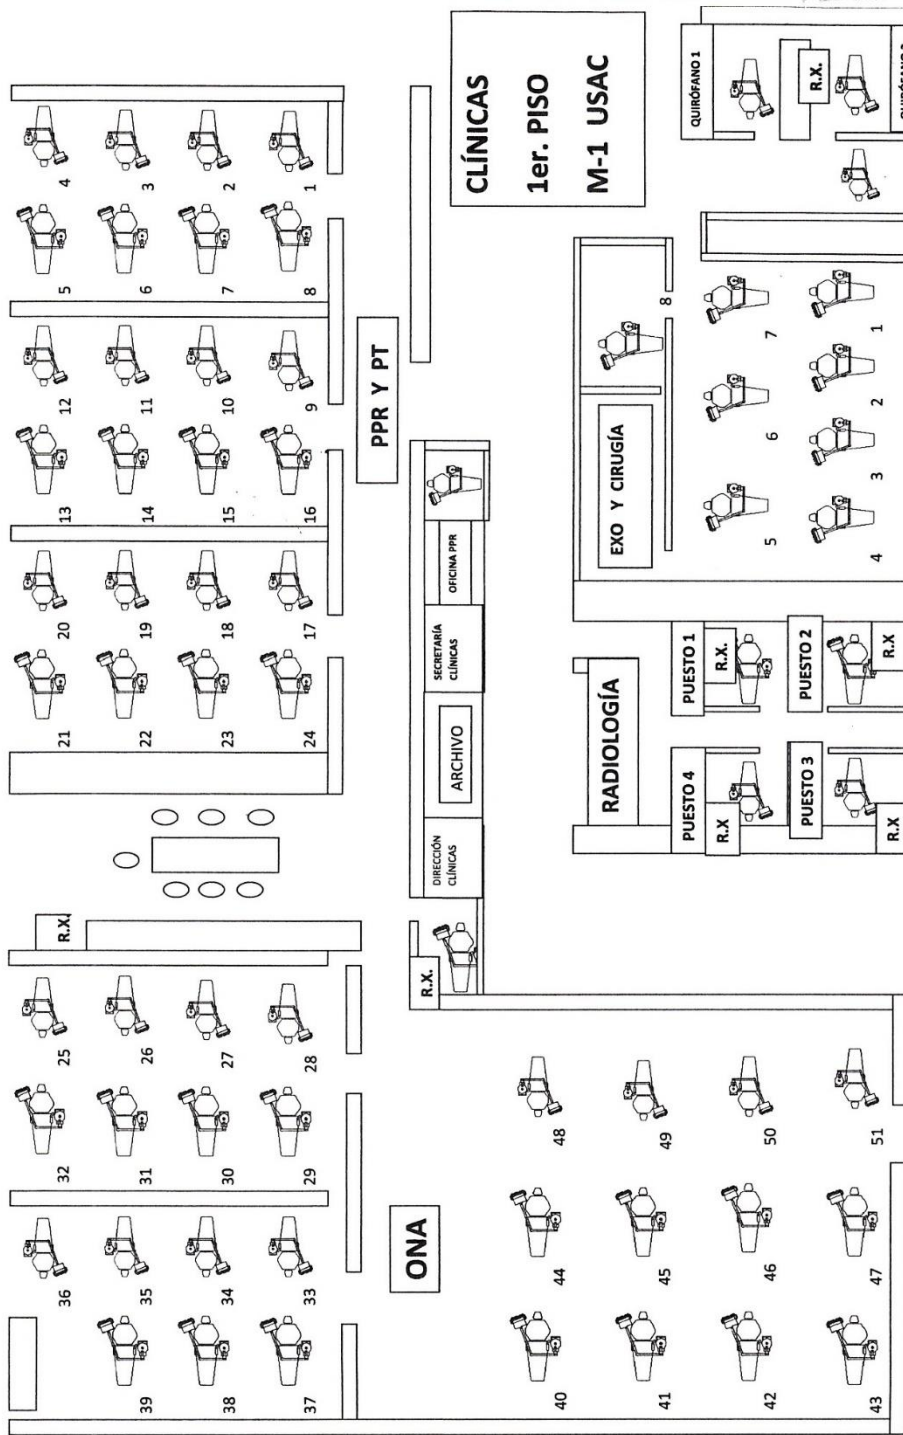 36 32 25 R.X. 21 20 13 12 5 4
39 35 31 26 22 19 14 11 6 3
38 34 30 27 23 18 15 10 7 2
37 33 29 28 24 17 16 9 8 1
PPR Y PT
ONA
R.X.
DIRECCIÓN
CLÍNICAS
ARCHIVO
SECRETARÍA
CLÍNICAS
OFICINA PPR
CLÍNICAS
1er. PISO
M-1 USAC
40 44 48
41 45 49
42 46 50
43 47 51
RADIOLOGÍA
PUESTO 4
R.X
PUESTO 1
R.X.
PUESTO 3
R.X
PUESTO 2
R.X
EXO Y CIRUGÍA
8
5 6 7
4 3 2 1
QUIRÓFANO 1
R.X.
QUIRÓFANO